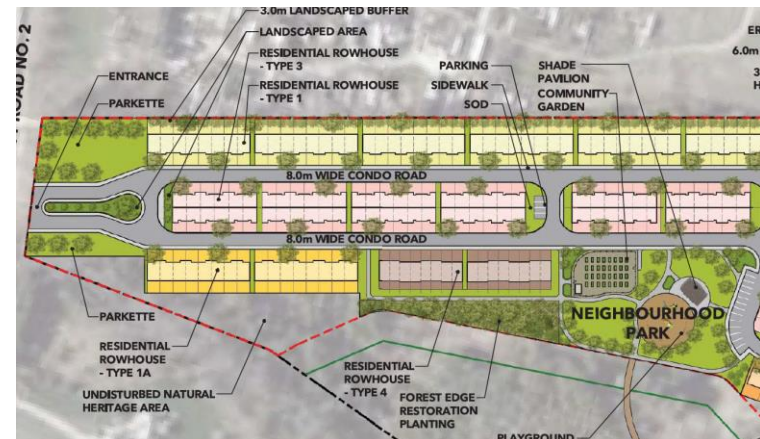 3.0m LANDSCAPED BUFFER
LANDSCAPED AREA
RESIDENTIAL ROWHOUSE
- TYPE 3
RESIDENTIAL ROWHOUSE
- TYPE 1
ENTRANCE
PARKETTE
ROAD NO. 2
PARKING
SIDEWALK
SOD
SHADE
PAVILION
COMMUNITY
GARDEN
6.0m
8.0m WIDE CONDO ROAD
8.0m WIDE CONDO ROAD
PARKETTE
RESIDENTIAL
ROWHOUSE
- TYPE 1A
UNDISTURBED NATURAL
HERITAGE AREA
RESIDENTIAL
ROWHOUSE
- TYPE 4
FOREST EDGE
RESTORATION
PLANTING
NEIGHBOURHOOD
PARK
PLAYGROUND